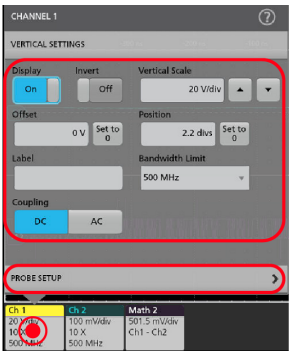 CHANNEL 1
VERTICAL SETTINGS
Display Invert Vertical Scale
On Off 20 V/div
Offset Position
0 V Set to 0 2.2 divs Set to 0
Label Bandwidth Limit
500 MHz
Coupling
DC AC
PROBE SETUP
Ch 1 Ch 2 Math 2
20 V/div 100 mV/div 501.5 mV/div
10 X 10 X Ch1 - Ch2
500 MHz 500 MHz